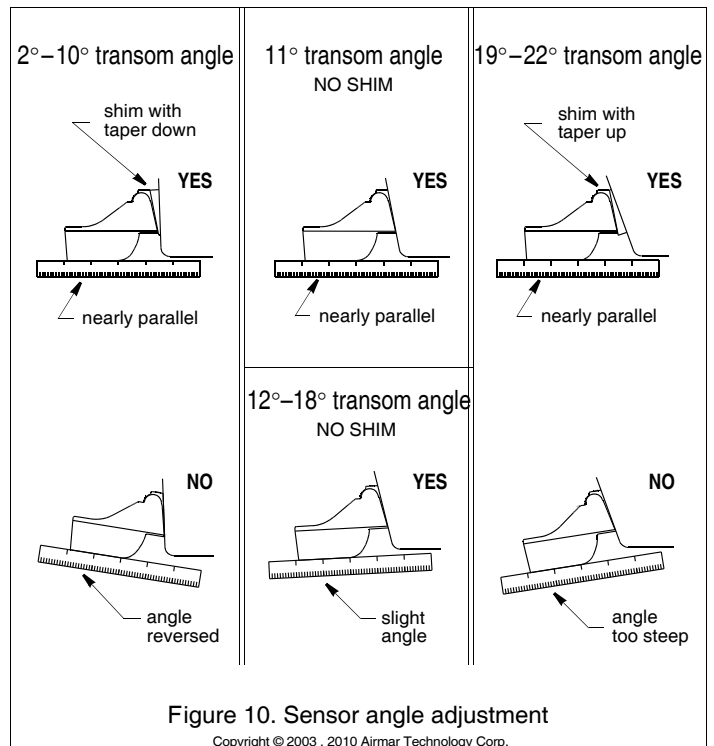 2°–10° transom angle
shim with
taper down
YES
nearly parallel
NO
angle
reversed
11° transom angle
NO SHIM
YES
nearly parallel
12°–18° transom angle
NO SHIM
YES
slight
angle
19°–22° transom angle
shim with
taper up
YES
nearly parallel
NO
angle
too steep
Figure 10. Sensor angle adjustment
Copyright © 2003 , 2010 Airmar Technology Corp.